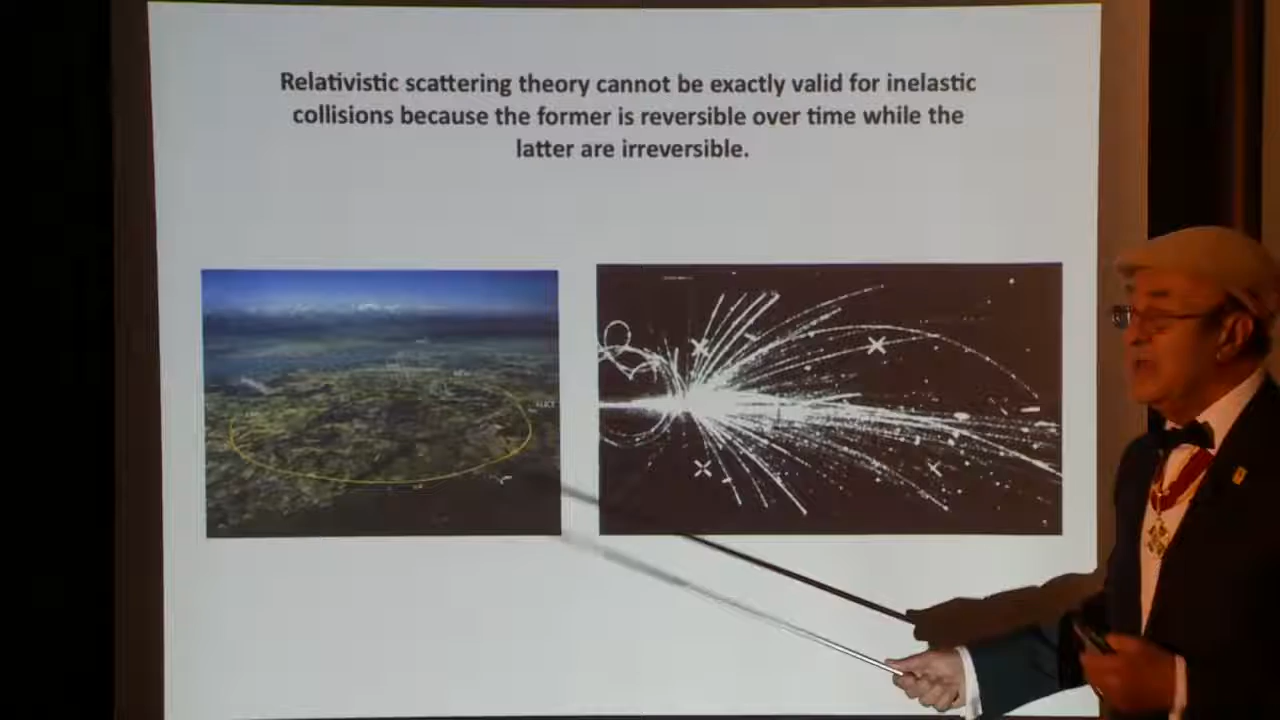 Relativistic scattering theory cannot be exactly valid for inelastic
collisions because the former is reversible over time while the
latter are irreversible.